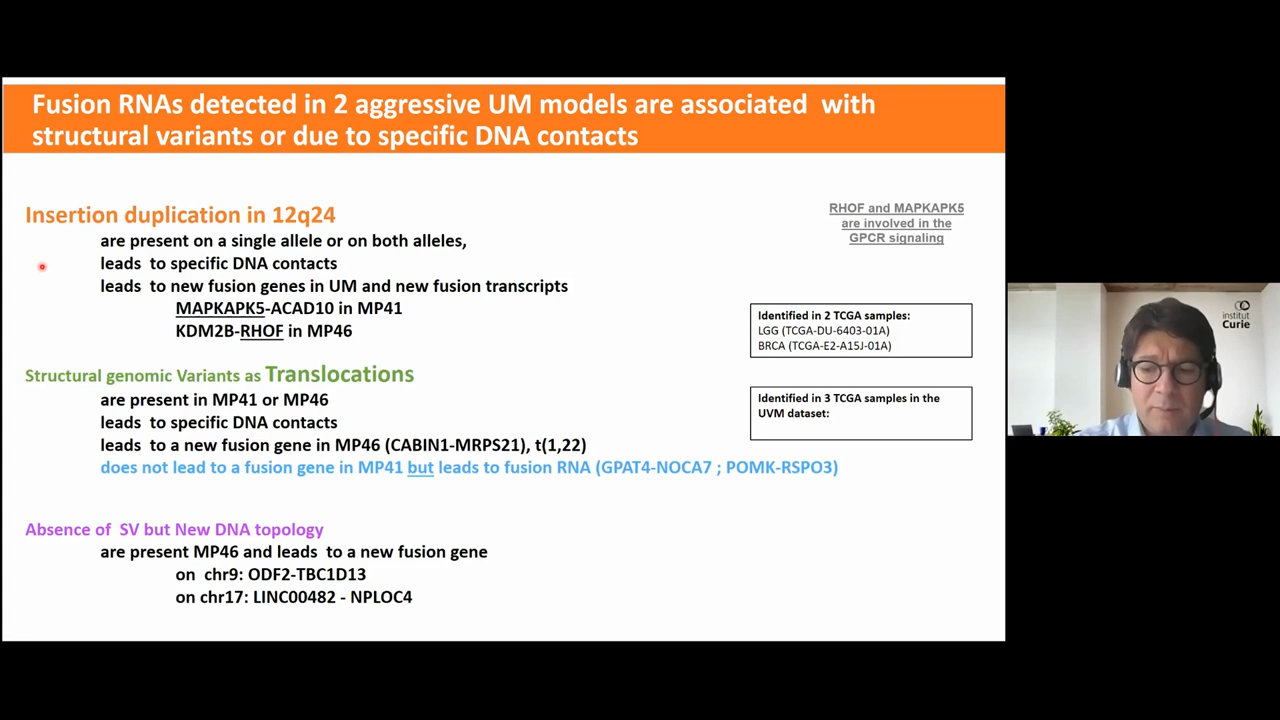 Fusion RNAs detected in 2 aggressive UM models are associated with
structural variants or due to specific DNA contacts
Insertion duplication in 12q24
are present on a single allele or on both alleles,
leads to specific DNA contacts
leads to new fusion genes in UM and new fusion transcripts
MAPKAPK5-ACAD10 in MP41
KDM2B-RHOF in MP46
RHOF and MAPKAPK5
are involved in the
GPCR signaling
Identified in 2 TCGA samples:
LGG (TCGA-DU-6403-01A)
BRCA (TCGA-E2-A15J-01A)
Structural genomic Variants as Translocations
are present in MP41 or MP46
leads to specific DNA contacts
leads to a new fusion gene in MP46 (CABIN1-MRPS21), t(1,22)
does not lead to a fusion gene in MP41 but leads to fusion RNA (GPAT4-NOCA7 ; POMK-RSPO3)
Identified in 3 TCGA samples in the
UVM dataset:
Absence of SV but New DNA topology
are present MP46 and leads to a new fusion gene
on chr9: ODF2-TBC1D13
on chr17: LINC00482 - NPLOC4
institut
Curie